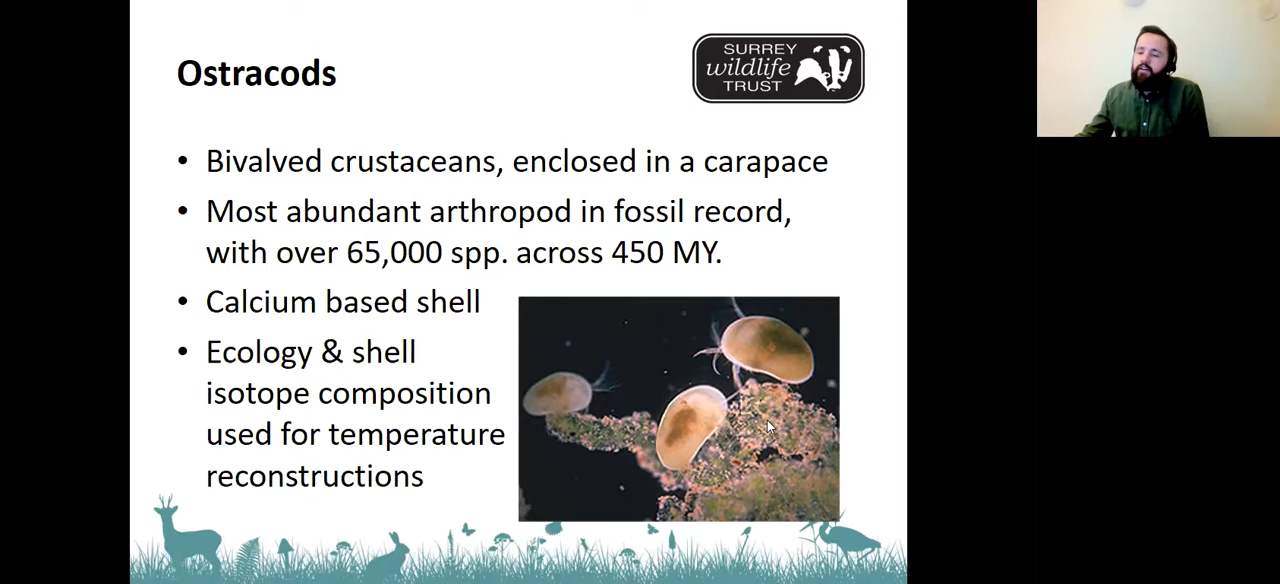 Ostracods
SURREY
wildlife
TRUST
• Bivalved crustaceans, enclosed in a carapace
• Most abundant arthropod in fossil record,
with over 65,000 spp. across 450 MY.
• Calcium based shell
• Ecology & shell
isotope composition
used for temperature
reconstructions